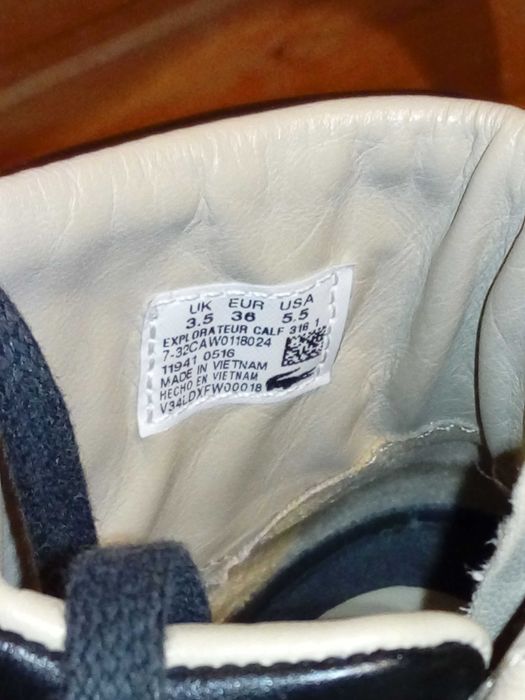 UK EUR USA
3.5 36 5.5
EXPLORATEUR CALF 316 1
7-32CAW0118024
11941 0516
MADE IN VIETNAM
HECHO EN VIETNAM
V34LDXFW00018